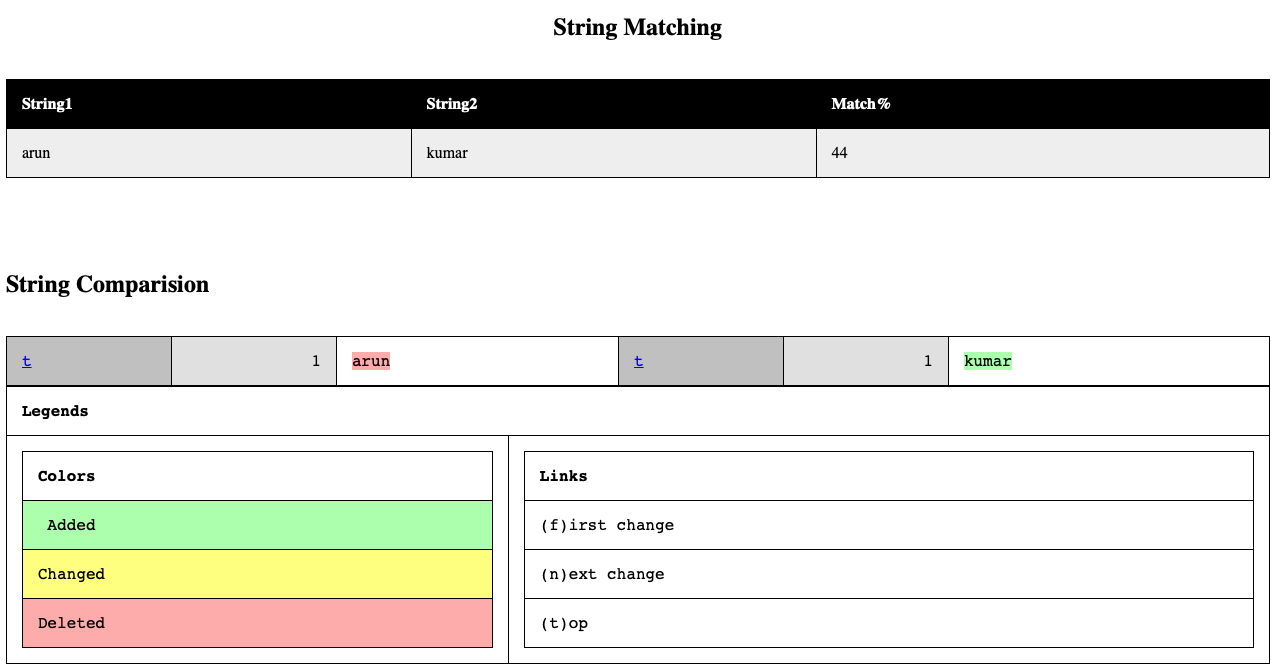 String Matching
String1 String2 Match%
arun kumar 44
String Comparision
t 1 arun t 1 kumar
Legends
Colors Links
Added (f)irst change
Changed (n)ext change
Deleted (t)op